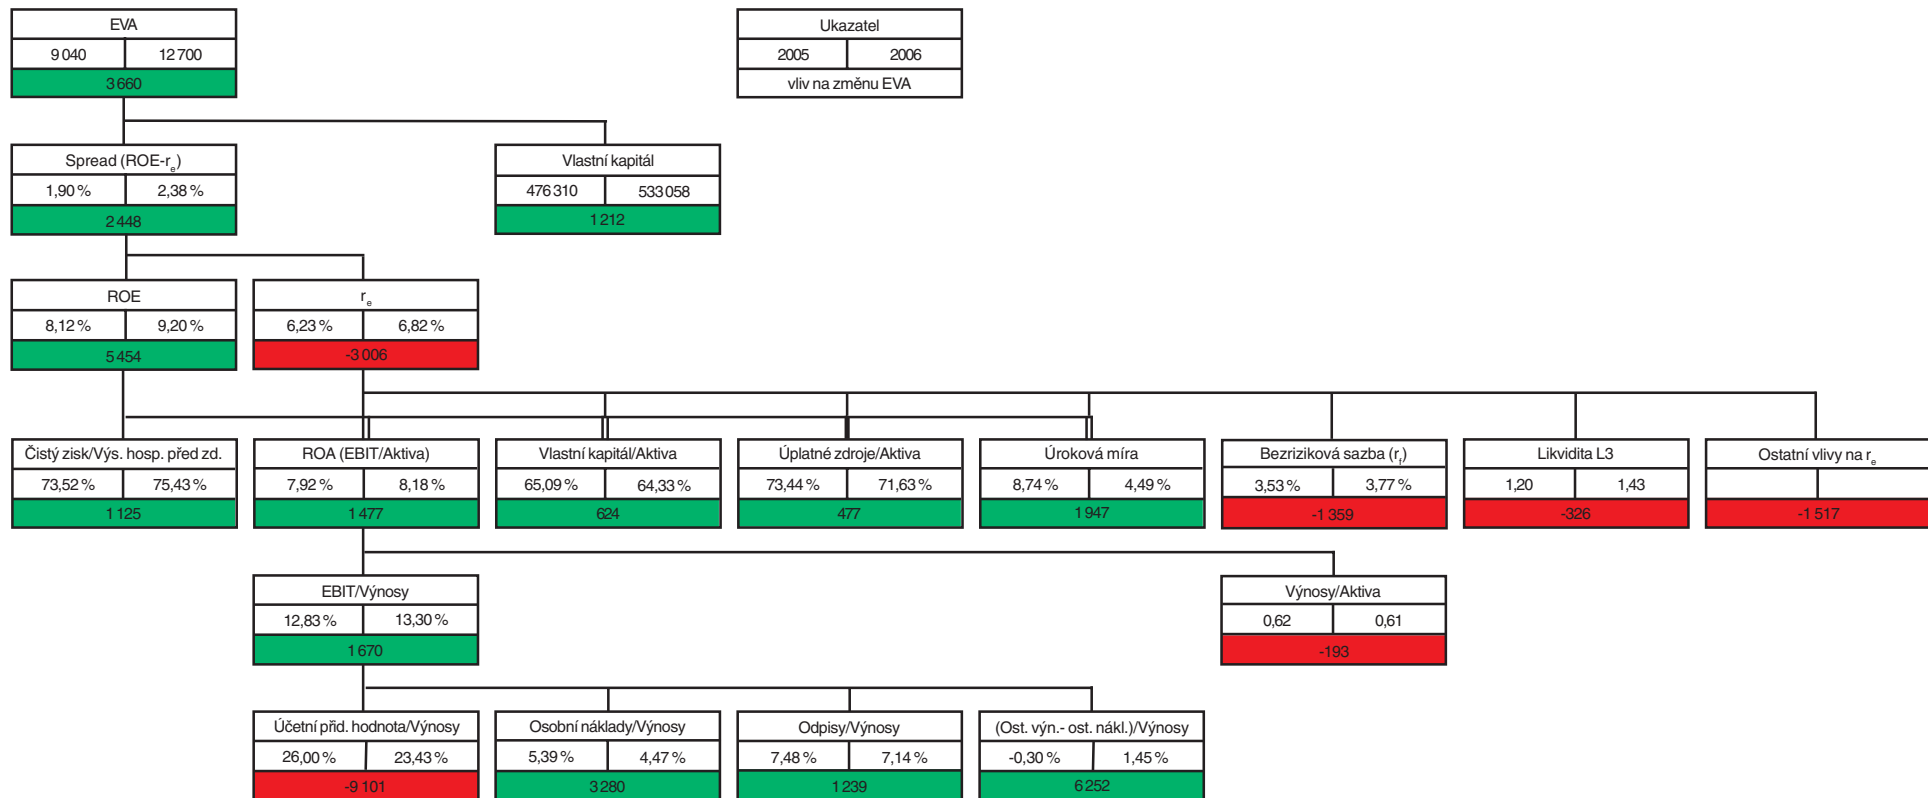 EVA
9 040 12 700
3 660
Ukazatel
2005 2006
vliv na změnu EVA
Spread (ROE-re)
1,90 % 2,38 %
2 448
Vlastní kapitál
476 310 533 058
1 212
ROE
8,12 % 9,20 %
5 454
re
6,23 % 6,82 %
-3 006
Čistý zisk/Výs. hosp. před zd.
73,52 % 75,43 %
1 125
ROA (EBIT/Aktiva)
7,92 % 8,18 %
1 477
Vlastní kapitál/Aktiva
65,09 % 64,33 %
624
Úplatné zdroje/Aktiva
73,44 % 71,63 %
477
Úroková míra
8,74 % 4,49 %
1 947
Bezriziková sazba (rf)
3,53 % 3,77 %
-1 359
Likvidita L3
1,20 1,43
-326
Ostatní vlivy na re
-1 517
EBIT/Výnosy
12,83 % 13,30 %
1 670
Výnosy/Aktiva
0,62 0,61
-193
Účetní přid. hodnota/Výnosy
26,00 % 23,43 %
-9 101
Osobní náklady/Výnosy
5,39 % 4,47 %
3 280
Odpisy/Výnosy
7,48 % 7,14 %
1 239
(Ost. výn.- ost. nákl.)/Výnosy
-0,30 % 1,45 %
6 252